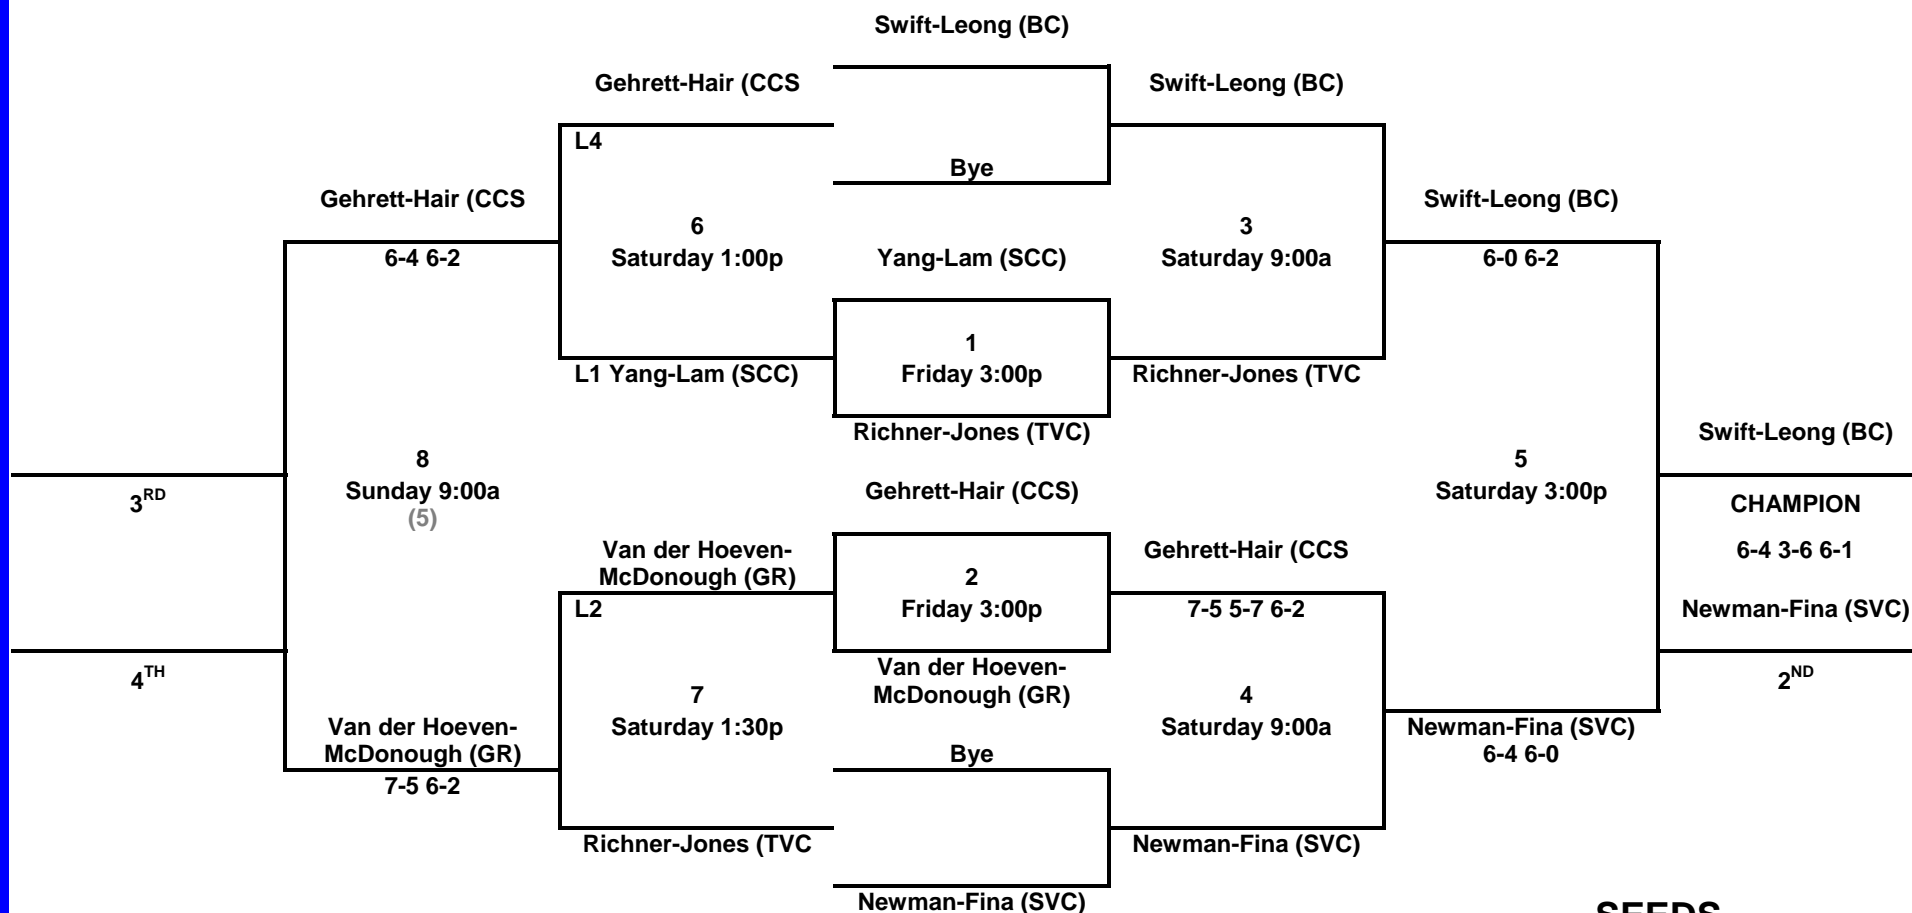 Swift-Leong (BC)
Gehrett-Hair (CCS
Swift-Leong (BC)
L4
Bye
Gehrett-Hair (CCS
Swift-Leong (BC)
6
3
6-4 6-2
Saturday 1:00p
Yang-Lam (SCC)
Saturday 9:00a
6-0 6-2
1
L1 Yang-Lam (SCC)
Friday 3:00p
Richner-Jones (TVC
Richner-Jones (TVC)
Swift-Leong (BC)
8
5
Sunday 9:00a
Gehrett-Hair (CCS)
Saturday 3:00p
3RD
CHAMPION
(5)
Van der Hoeven-
McDonough (GR)
Gehrett-Hair (CCS
6-4 3-6 6-1
2
L2
Friday 3:00p
7-5 5-7 6-2
Newman-Fina (SVC)
4TH
Van der Hoeven-
McDonough (GR)
2ND
7
4
Saturday 1:30p
Saturday 9:00a
Van der Hoeven-
McDonough (GR)
Newman-Fina (SVC)
6-4 6-0
Bye
7-5 6-2
Richner-Jones (TVC
Newman-Fina (SVC)
Newman-Fina (SVC)
SEEDS